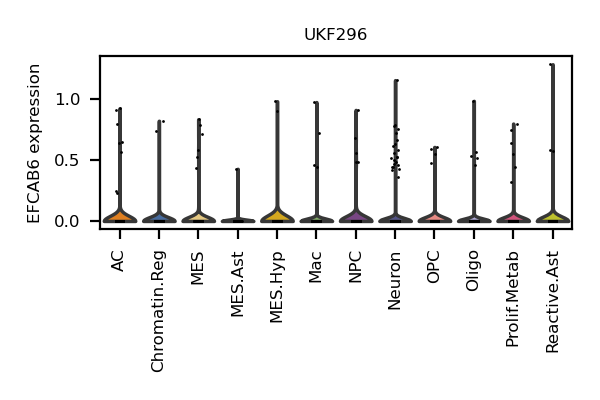 UKF296
EFCAB6 expression
1.0
0.5
0.0
AC
Chromatin.Reg
MES
MES.Ast
MES.Hyp
Mac
NPC
Neuron
OPC
Oligo
Prolif.Metab
Reactive.Ast